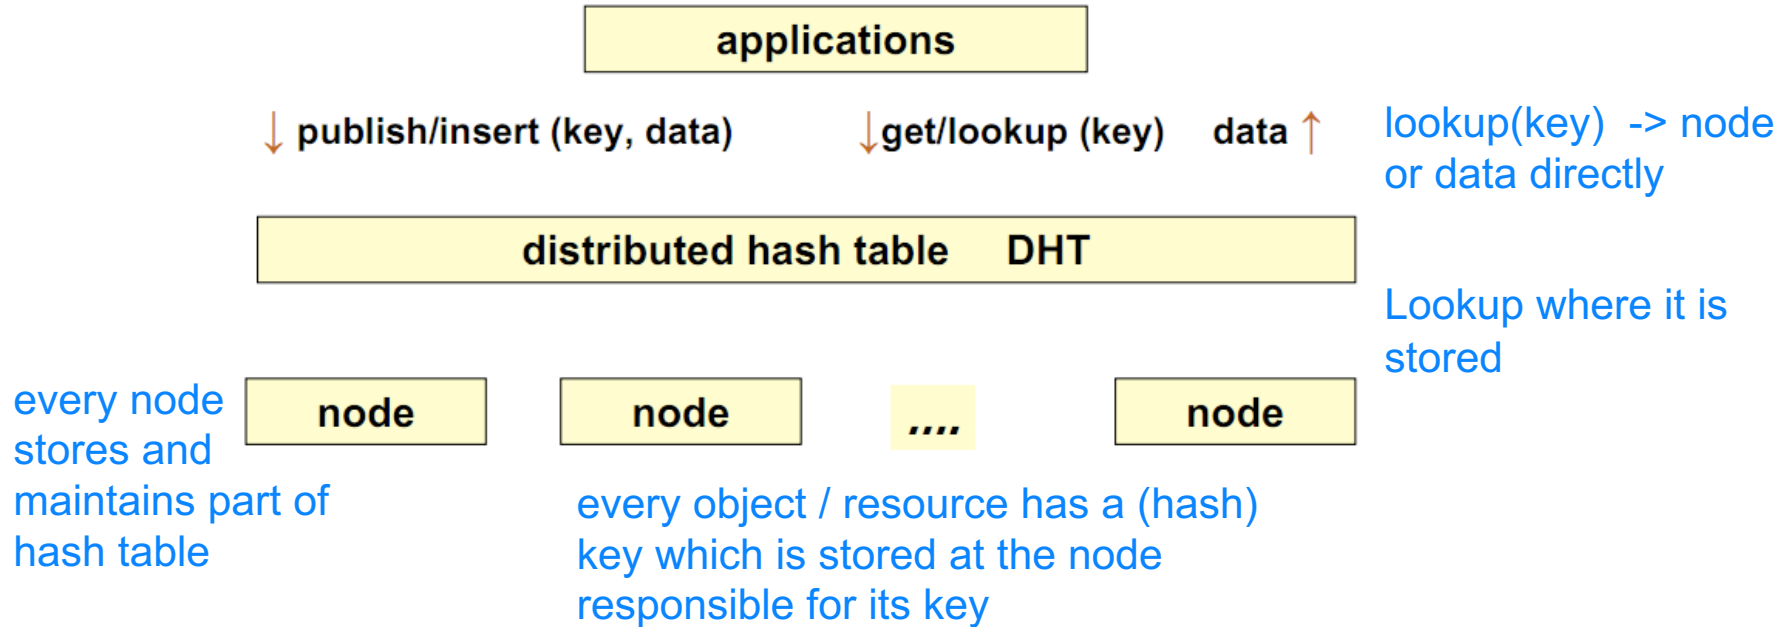 applications
↓ publish/insert (key, data) ↓get/lookup (key) data ↑
lookup(key) -> node
or data directly
distributed hash table DHT
Lookup where it is
stored
every node
stores and
maintains part of
hash table
node node .... node
every object / resource has a (hash)
key which is stored at the node
responsible for its key